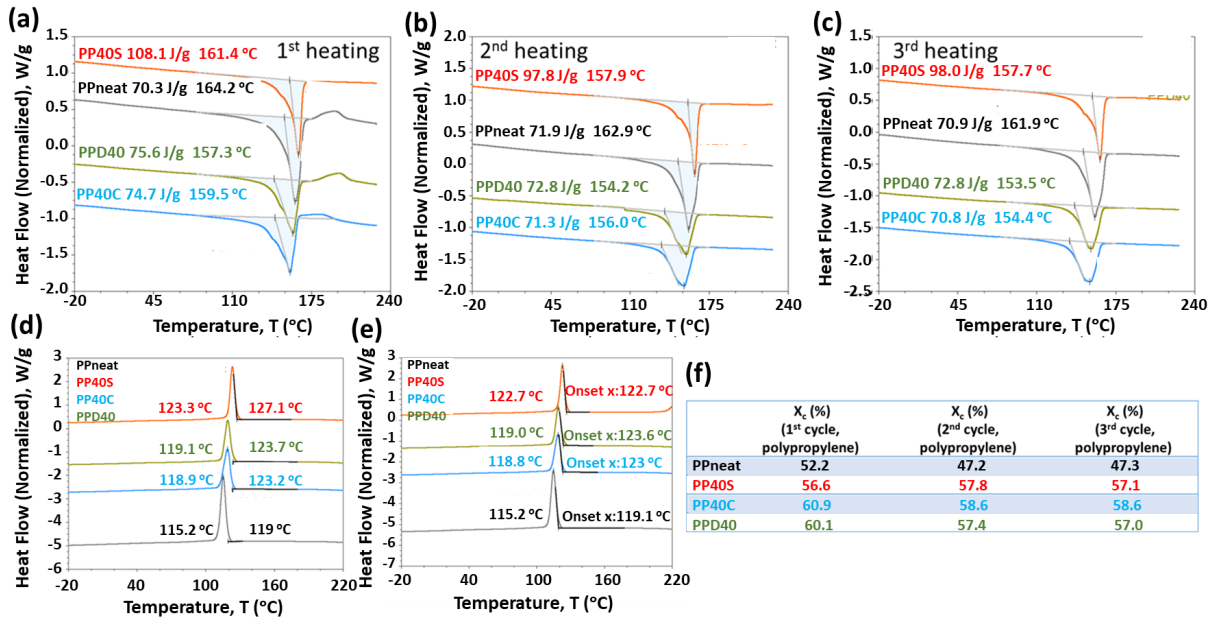 (a)
1st heating
PP40S 108.1 J/g 161.4 ºC
PPneat 70.3 J/g 164.2 ºC
PPD40 75.6 J/g 157.3 ºC
PP40C 74.7 J/g 159.5 ºC
Heat Flow (Normalized), W/g
1.5
1.0
0.5
0.0
-0.5
-1.0
-1.5
-2.0
-20 45 110 175 240
Temperature, T (ºC)
(b)
2nd heating
PP40S 97.8 J/g 157.9 ºC
PPneat 71.9 J/g 162.9 ºC
PPD40 72.8 J/g 154.2 ºC
PP40C 71.3 J/g 156.0 ºC
Heat Flow (Normalized), W/g
2.0
1.5
1.0
0.5
0.0
-0.5
-1.0
-1.5
-2.0
-20 45 110 175 230
Temperature, T (ºC)
(c)
3rd heating
PP40S 98.0 J/g 157.7 ºC
PPD40
PPneat 70.9 J/g 161.9 ºC
PPD40 72.8 J/g 153.5 ºC
PP40C 70.8 J/g 154.4 ºC
Heat Flow (Normalized), W/g
1.5
1.0
0.5
0.0
-0.5
-1.0
-1.5
-2.0
-2.5
-20 45 110 175 240
Temperature, T (ºC)
(d)
PPneat
PP40S
PP40C
PPD40
123.3 ºC 127.1 ºC
119.1 ºC 123.7 ºC
118.9 ºC 123.2 ºC
115.2 ºC 119 ºC
Heat Flow (Normalized), W/g
3
2
1
0
-1
-2
-3
-4
-5
-6
-20 40 100 160 220
Temperature, T (ºC)
(e)
PPneat
PP40S
PP40C
PPD40
122.7 ºC Onset x:122.7 ºC
119.0 ºC Onset x:123.6 ºC
118.8 ºC Onset x:123 ºC
115.2 ºC Onset x:119.1 ºC
Heat Flow (Normalized), W/g
3
2
1
0
-1
-2
-3
-4
-5
-6
-7
-20 40 100 160 220
Temperature, T (ºC)
(f)
Xc (%) (1st cycle, polypropylene) Xc (%) (2nd cycle, polypropylene) Xc (%) (3rd cycle, polypropylene)
PPneat 52.2 47.2 47.3
PP40S 56.6 57.8 57.1
PP40C 60.9 58.6 58.6
PPD40 60.1 57.4 57.0